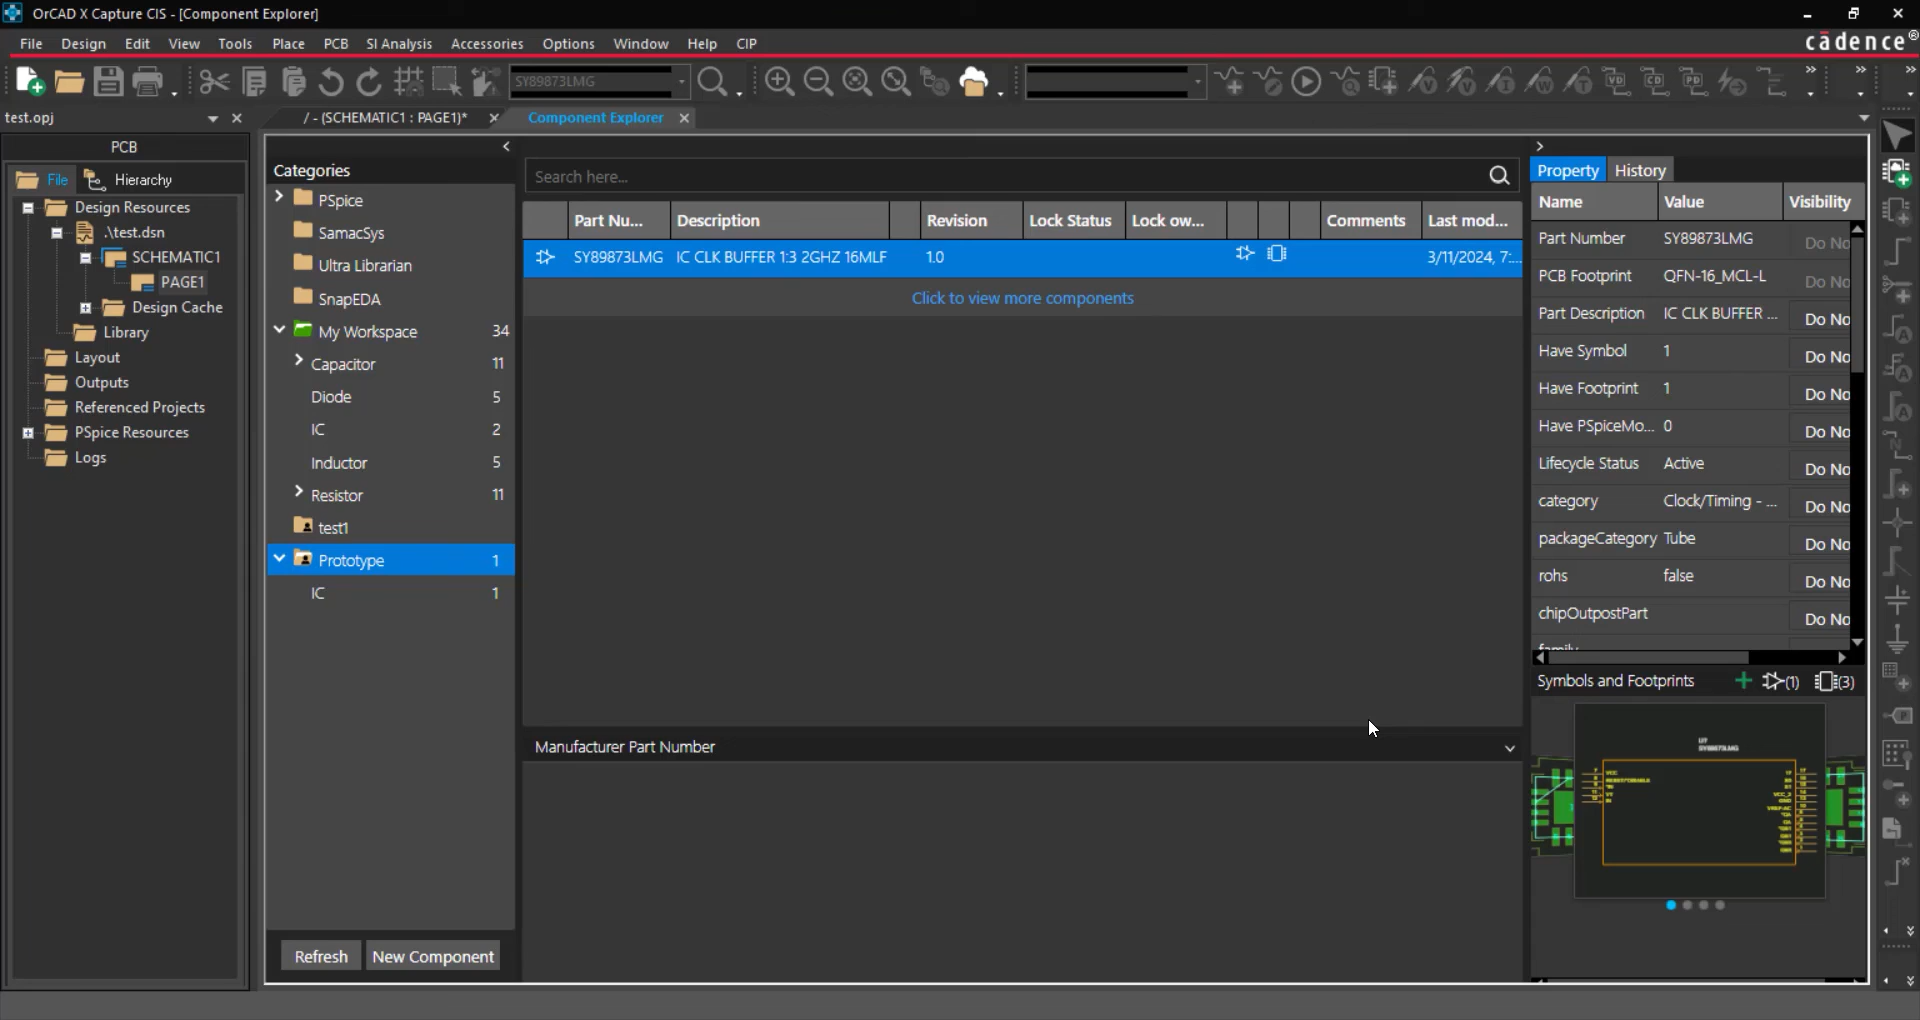 OrCAD X Capture CIS - [Component Explorer]
File Design Edit View Tools Place PCB SI Analysis Accessories Options Window Help CIP
cādence®
SY89873LMG
test.opj
/ - (SCHEMATIC1 : PAGE1)*
Component Explorer
PCB
File
Hierarchy
Design Resources
.\test.dsn
SCHEMATIC1
PAGE1
Design Cache
Library
Layout
Outputs
Referenced Projects
PSpice Resources
Logs
Categories
PSpice
SamacSys
Ultra Librarian
SnapEDA
My Workspace 34
Capacitor 11
Diode 5
IC 2
Inductor 5
Resistor 11
test1
Prototype 1
IC 1
Refresh
New Component
Search here...
Part Nu... Description Revision Lock Status Lock ow... Comments Last mod...
SY89873LMG IC CLK BUFFER 1:3 2GHZ 16MLF 1.0 3/11/2024, 7:...
Click to view more components
Manufacturer Part Number
Property History
Name Value Visibility
Part Number SY89873LMG Do No
PCB Footprint QFN-16_MCL-L Do No
Part Description IC CLK BUFFER ... Do No
Have Symbol 1 Do No
Have Footprint 1 Do No
Have PSpiceMo... 0 Do No
Lifecycle Status Active Do No
category Clock/Timing - ... Do No
packageCategory Tube Do No
rohs false Do No
chipOutpostPart Do No
family
Symbols and Footprints (1) (3)
SY89873LMG